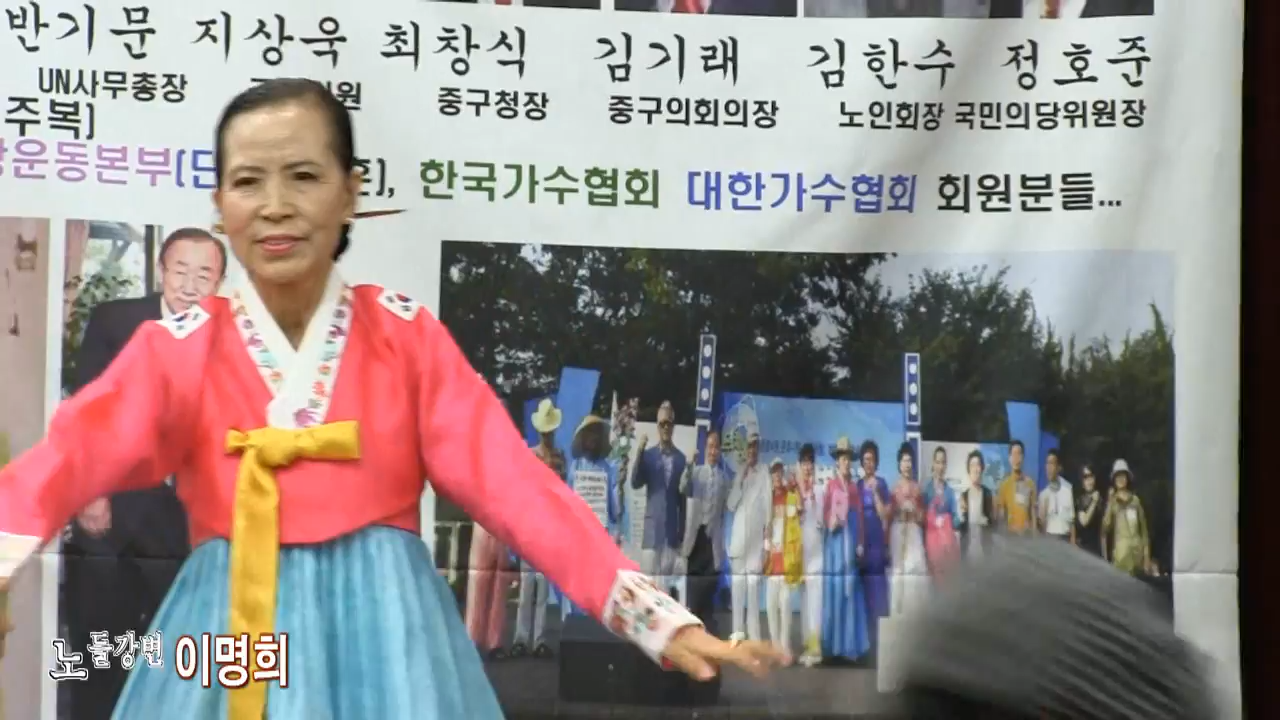 반기문 지상욱 최창식 김기래 김한수 정호준
UN사무총장 중구청장 중구의회의장 노인회장 국민의당위원장
주복)
운동본부(단 한국가수협회 대한가수협회 회원분들...
노들강변 이명희